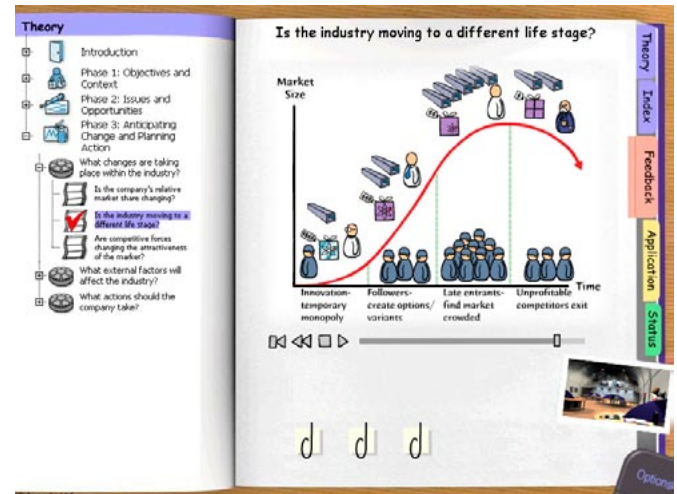 Theory
Introduction
Phase 1: Objectives and
Context
Phase 2: Issues and
Opportunities
Phase 3: Anticipating
Change and Planning
Action
What changes are taking
place within the industry?
Is the company's relative
market share changing?
Is the industry moving to a
different life stage?
Are competitive forces
changing the attractiveness
of the market?
What external factors will
affect the industry?
What actions should the
company take?
Is the industry moving to a different life stage?
Market
Size
Time
Innovation-
temporary
monopoly
Followers-
create options/
variants
Late entrants-
find market
crowded
Unprofitable
competitors exit
d d d
Theory
Index
Feedback
Application
Status
Options